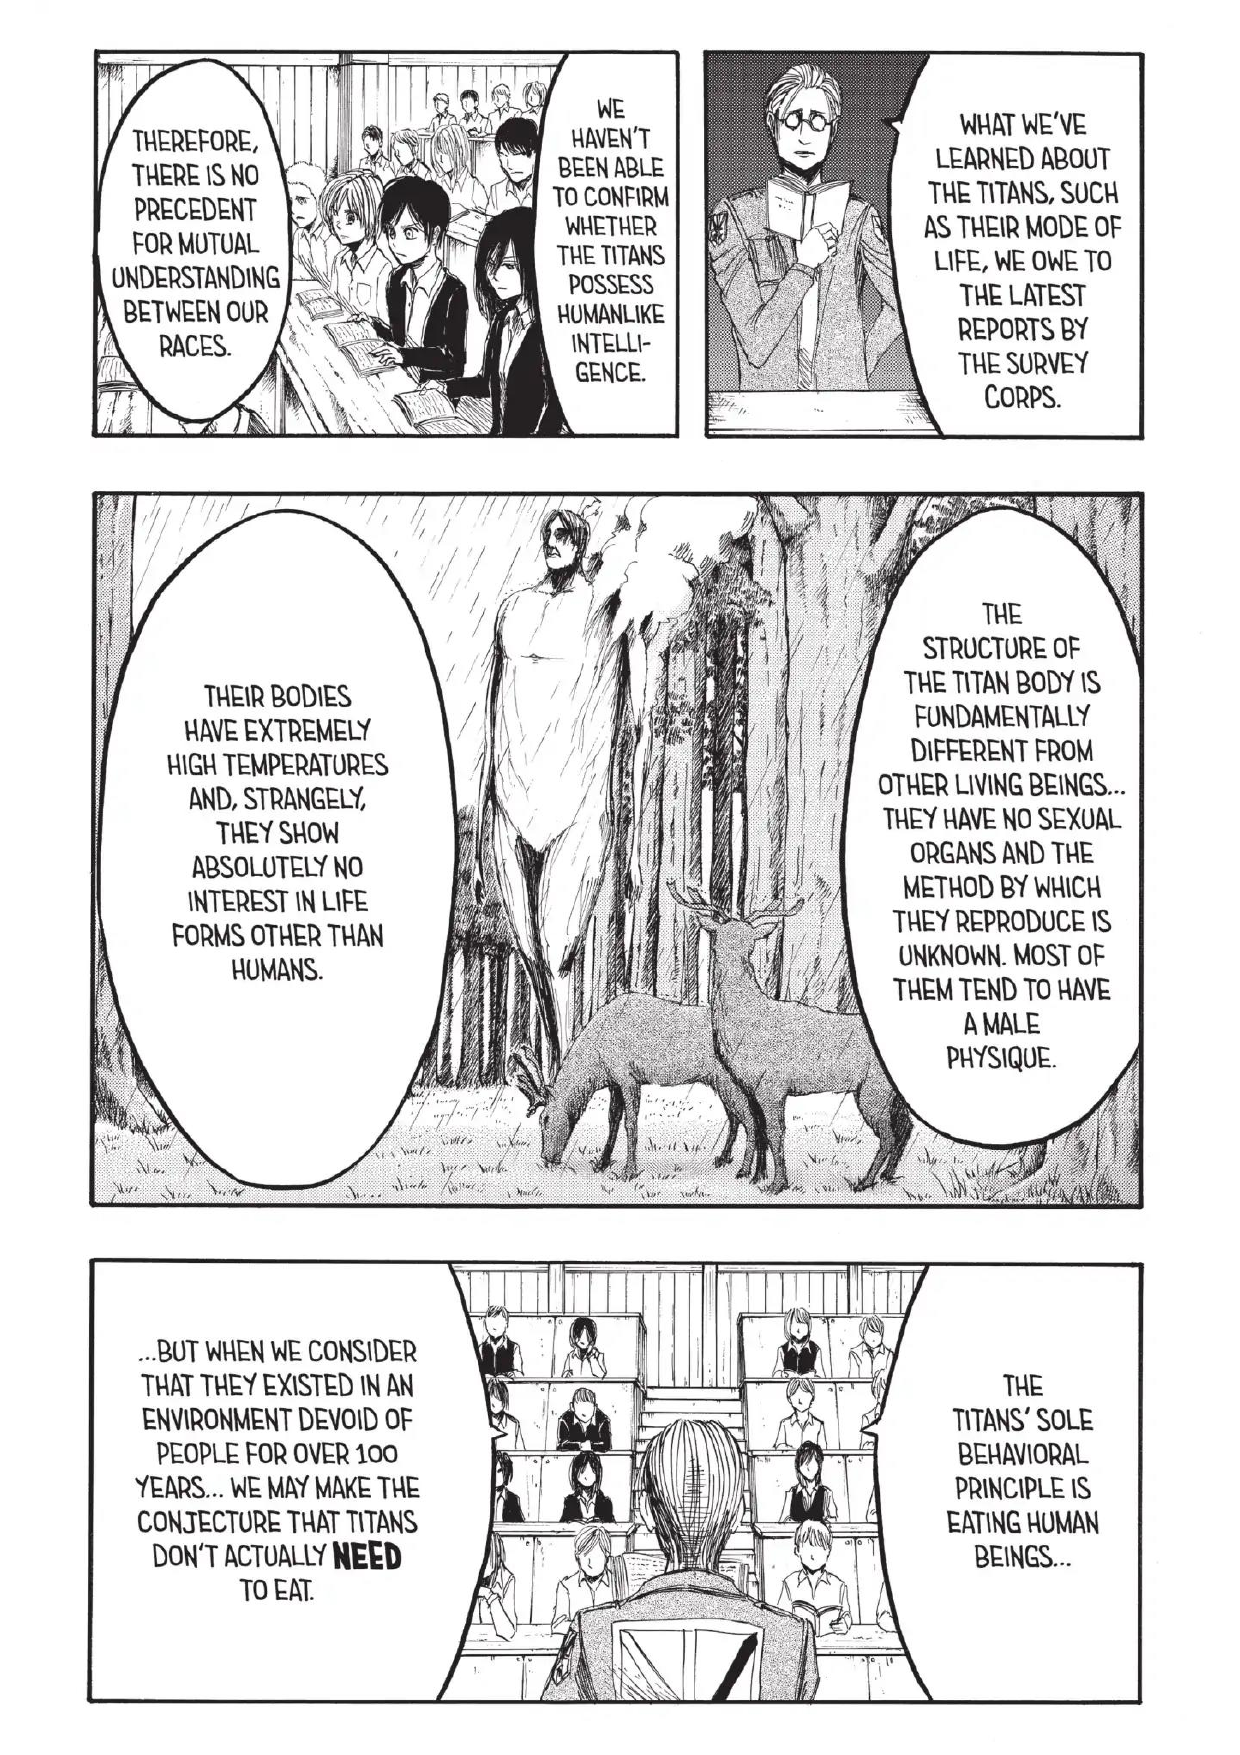 WHAT WE'VE
LEARNED ABOUT
THE TITANS, SUCH
AS THEIR MODE OF
LIFE, WE OWE TO
THE LATEST
REPORTS BY
THE SURVEY
CORPS.
WE
HAVEN'T
BEEN ABLE
TO CONFIRM
WHETHER
THE TITANS
POSSESS
HUMANLIKE
INTELLI-
GENCE.
THEREFORE,
THERE IS NO
PRECEDENT
FOR MUTUAL
UNDERSTANDING
BETWEEN OUR
RACES.
THE
STRUCTURE OF
THE TITAN BODY IS
FUNDAMENTALLY
DIFFERENT FROM
OTHER LIVING BEINGS...
THEY HAVE NO SEXUAL
ORGANS AND THE
METHOD BY WHICH
THEY REPRODUCE IS
UNKNOWN. MOST OF
THEM TEND TO HAVE
A MALE
PHYSIQUE.
THEIR BODIES
HAVE EXTREMELY
HIGH TEMPERATURES
AND, STRANGELY,
THEY SHOW
ABSOLUTELY NO
INTEREST IN LIFE
FORMS OTHER THAN
HUMANS.
THE
TITANS' SOLE
BEHAVIORAL
PRINCIPLE IS
EATING HUMAN
BEINGS...
...BUT WHEN WE CONSIDER
THAT THEY EXISTED IN AN
ENVIRONMENT DEVOID OF
PEOPLE FOR OVER 100
YEARS... WE MAY MAKE THE
CONJECTURE THAT TITANS
DON'T ACTUALLY NEED
TO EAT.